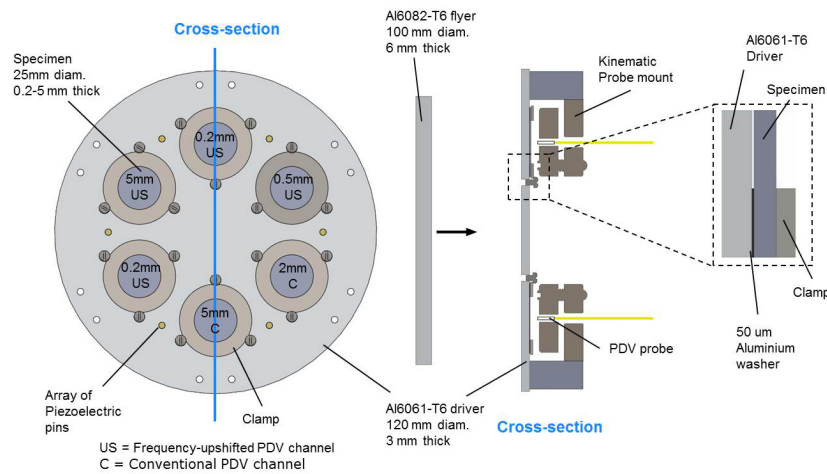 Cross-section
Specimen
25mm diam.
0.2-5 mm
thick
0.2mm
US
5mm
US
0.5mm
US
0.2mm
US
2mm
C
5mm
C
Array of
Piezoelectric
pins
Clamp
US = Frequency-upshifted PDV channel
C = Conventional PDV channel
Al6082-T6 flyer
100 mm diam.
6 mm thick
Al6061-T6 driver
120 mm diam.
3 mm thick
Kinematic
Probe mount
PDV probe
Cross-section
Al6061-T6
Driver
Specimen
Clamp
50 um
Aluminium
washer